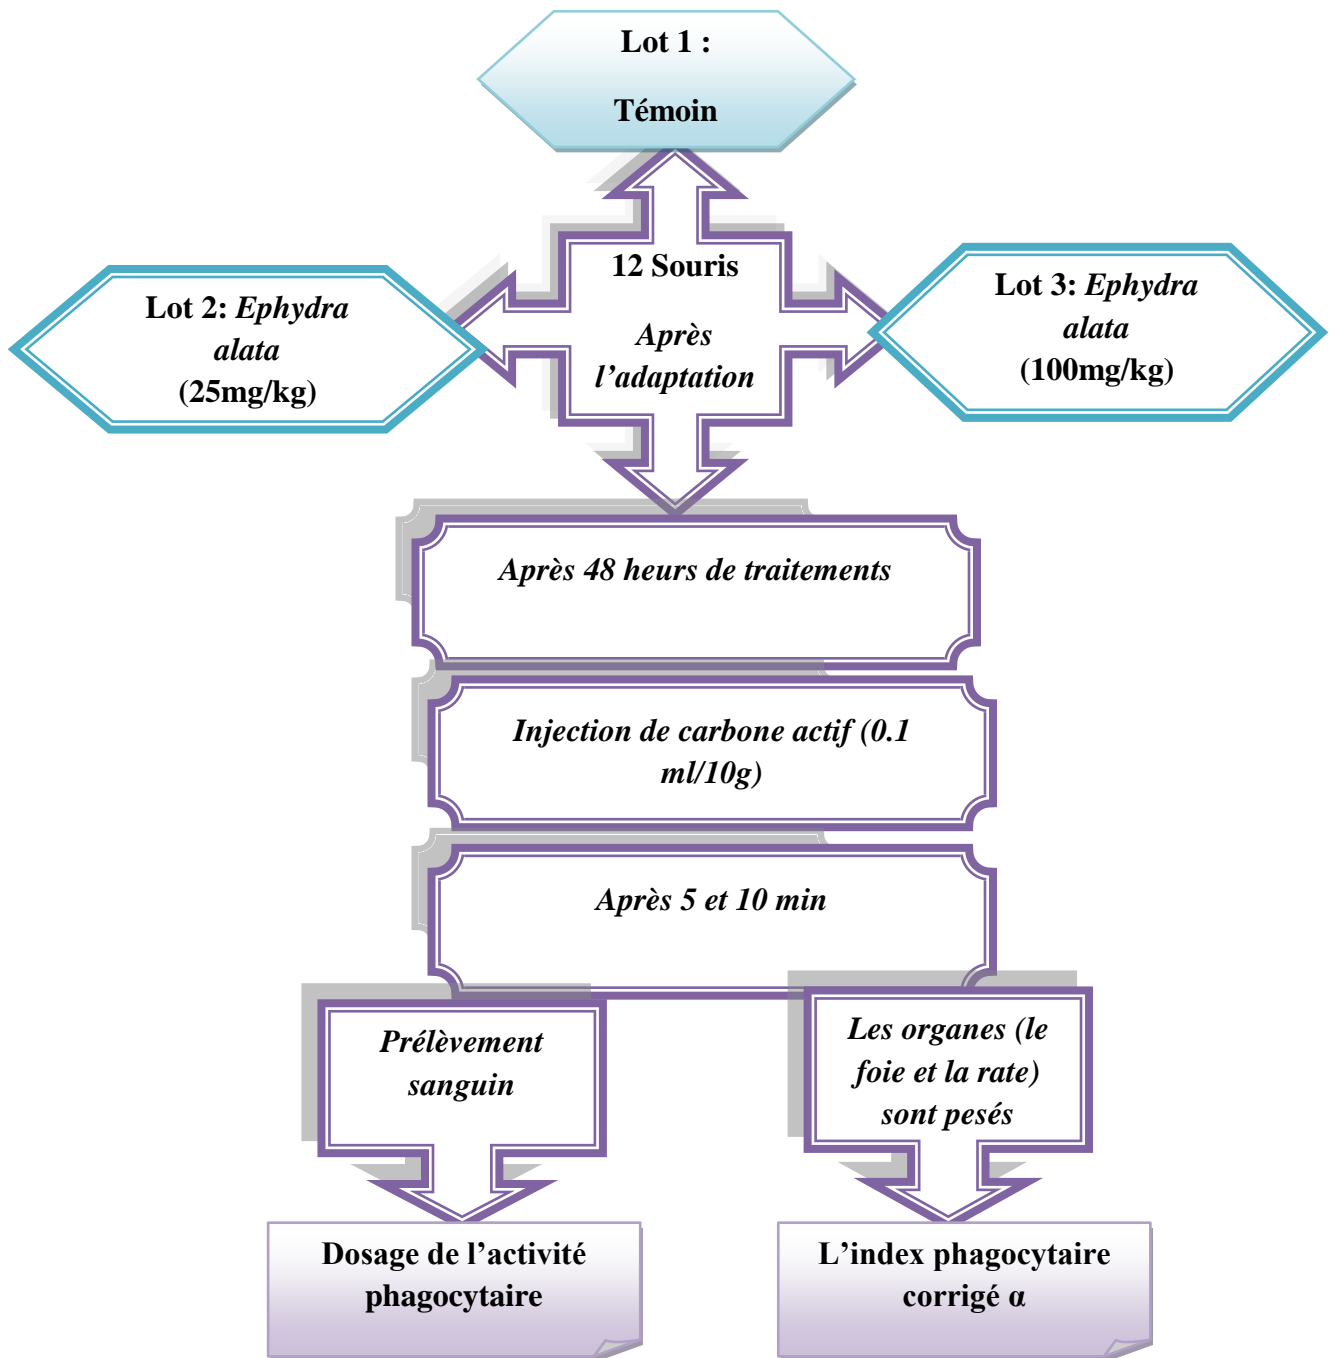 Lot 1 :
Témoin
12 Souris
Après
l’adaptation
Lot 2: Ephydra
alata
(25mg/kg)
Lot 3: Ephydra
alata
(100mg/kg)
Après 48 heurs de traitements
Injection de carbone actif (0.1
ml/10g)
Après 5 et 10 min
Prélèvement
sanguin
Les organes (le
foie et la rate)
sont pesés
Dosage de l’activité
phagocytaire
L’index phagocytaire
corrigé α